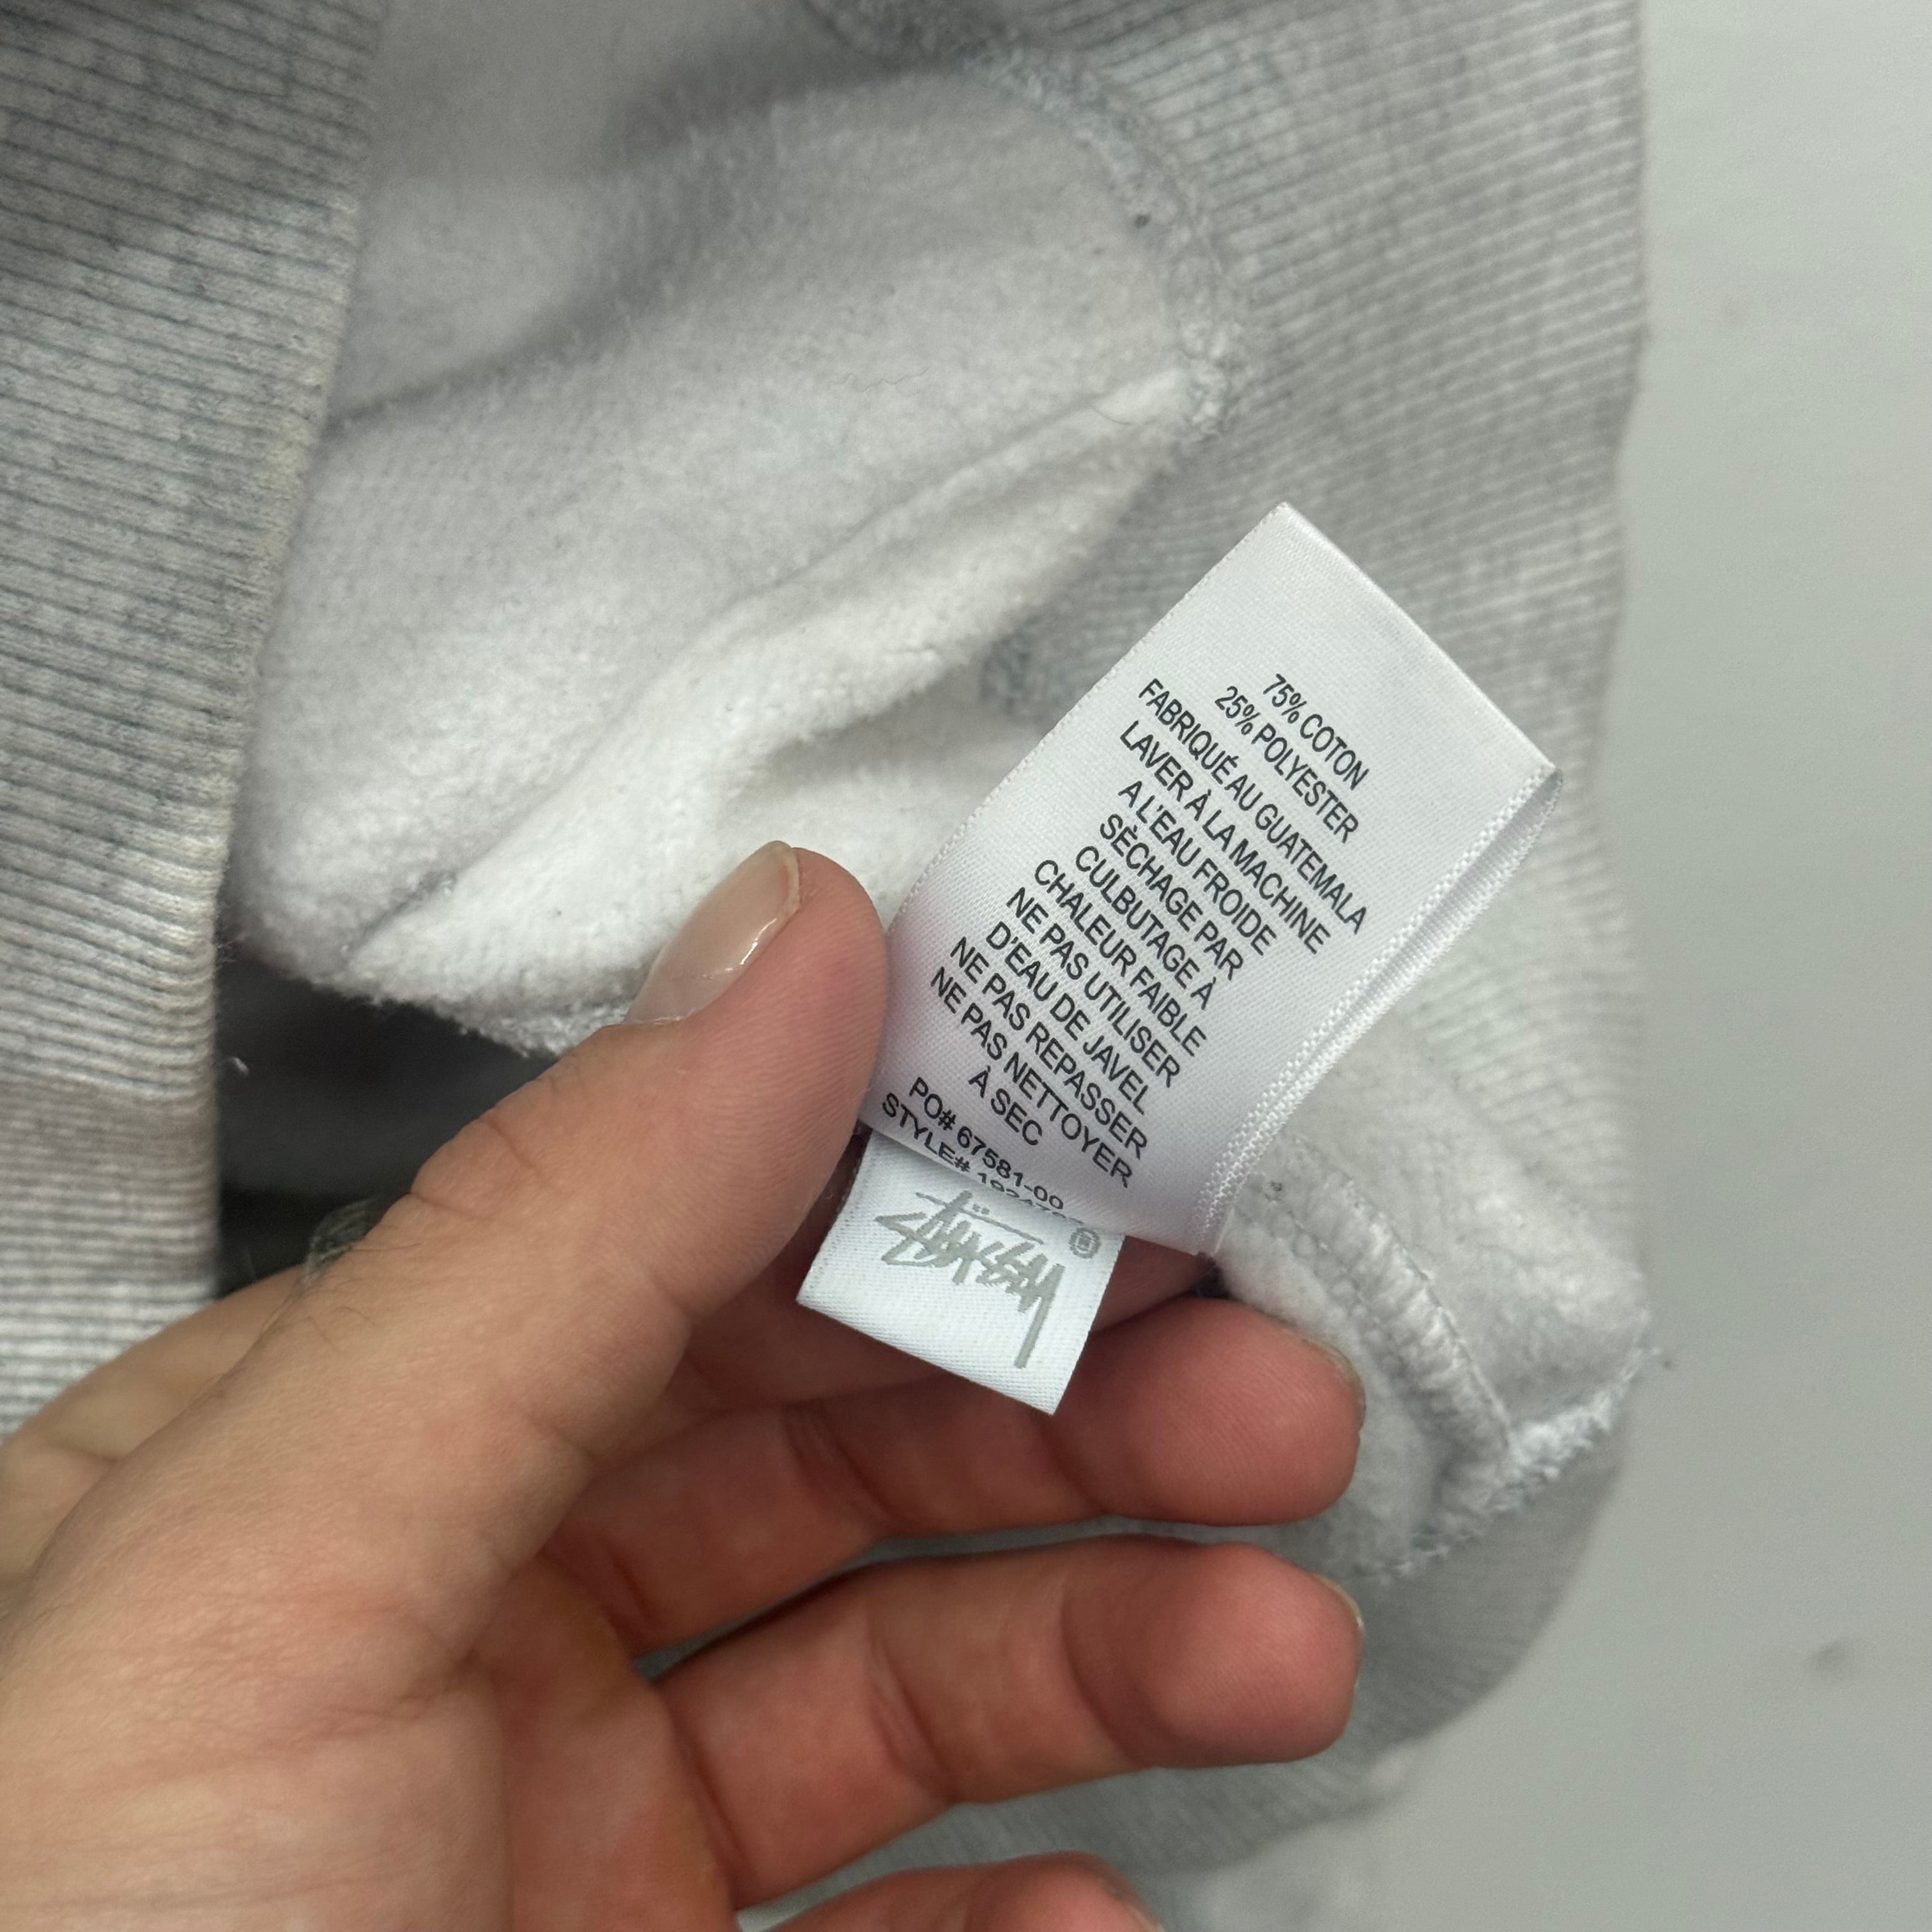 75% COTON
25% POLYESTER
FABRIQUÉ AU GUATEMALA
LAVER À LA MACHINE
A L'EAU FROIDE
SÈCHAGE PAR
CULBUTAGE À
CHALEUR FAIBLE
NE PAS UTILISER
D'EAU DE JAVEL
NE PAS REPASSER
NE PAS NETTOYER
À SEC
PO# 67581-00
STYLE#
Stüssy ®